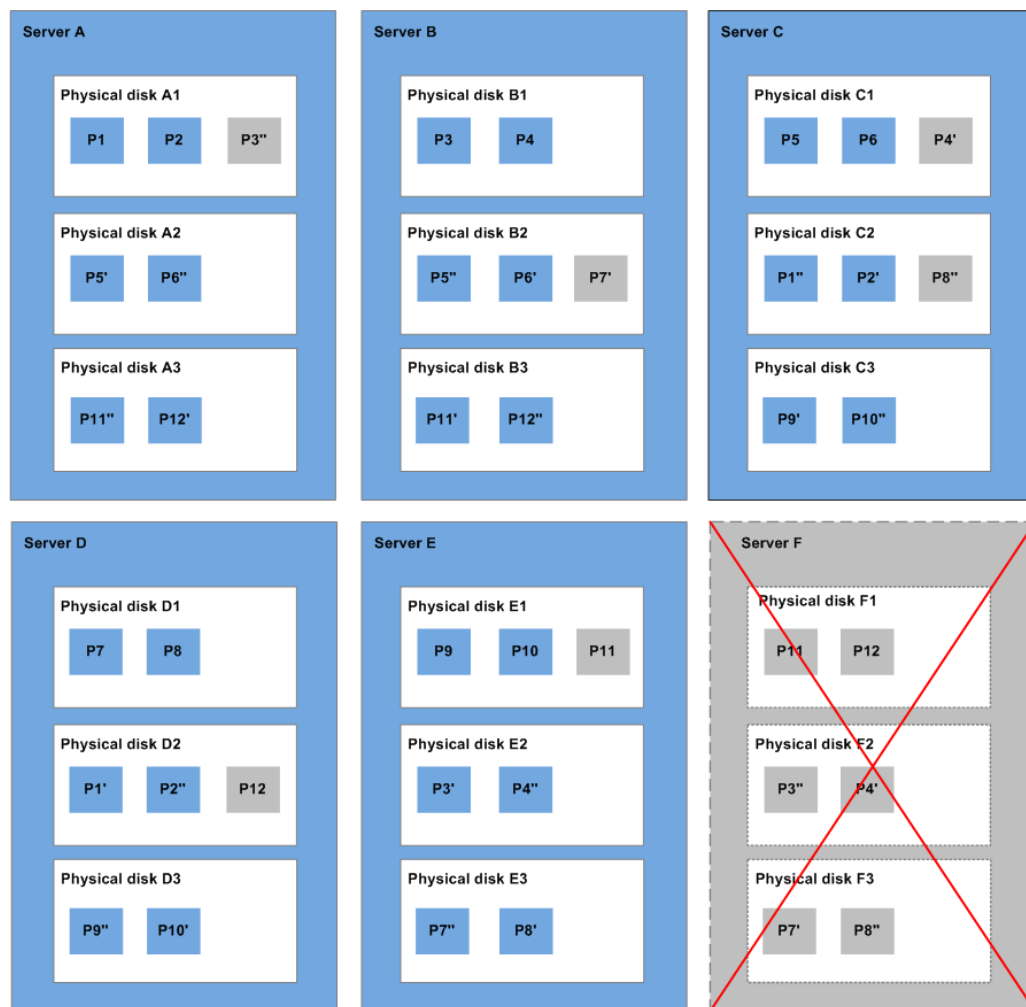 Server A
Physical disk A1
P1 P2 P3"
Physical disk A2
P5' P6"
Physical disk A3
P11" P12'
Server B
Physical disk B1
P3 P4
Physical disk B2
P5" P6' P7'
Physical disk B3
P11' P12"
Server C
Physical disk C1
P5 P6 P4'
Physical disk C2
P1" P2' P8"
Physical disk C3
P9' P10"
Server D
Physical disk D1
P7 P8
Physical disk D2
P1' P2" P12
Physical disk D3
P9" P10'
Server E
Physical disk E1
P9 P10 P11
Physical disk E2
P3' P4"
Physical disk E3
P7" P8'
Server F
Physical disk F1
P11 P12
Physical disk F2
P3" P4'
Physical disk F3
P7' P8"